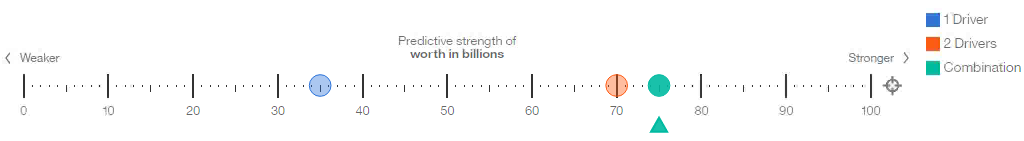 Predictive strength of
worth in billions
Weaker
Stronger
0 10 20 30 40 50 60 70 80 90 100
1 Driver
2 Drivers
Combination